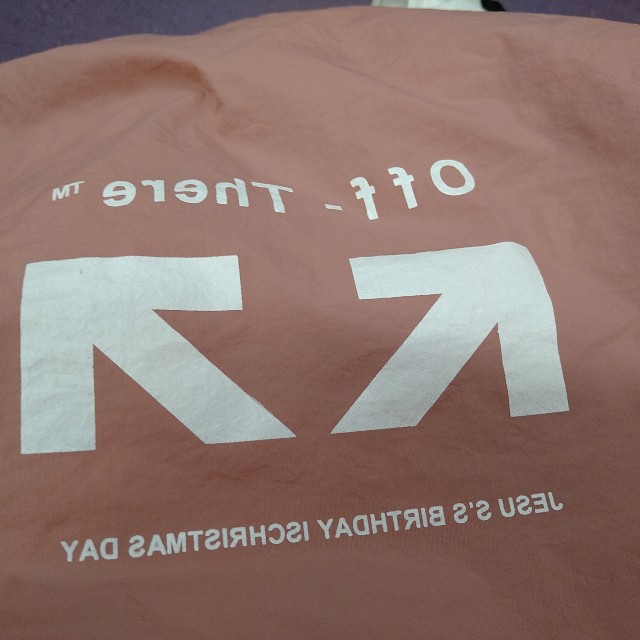 Off - There ™
JESU S'S BIRTHDAY ISCHRISTMAS DAY